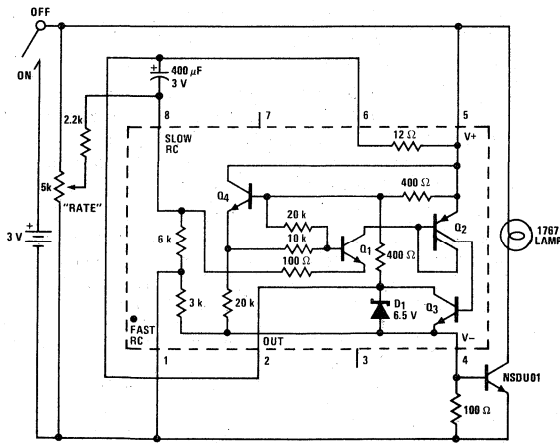 OFF
ON
+
400 μF
3 V
2.2k
8
7
6
5
SLOW
RC
12 Ω
V+
5k
"RATE"
Q4
400 Ω
20 k
10 k
100 Ω
Q1
Q2
1767
LAMP
+
3 V
6 k
400 Ω
3 k
20 k
D1
6.5 V
Q3
FAST
RC
OUT
V−
1
2
3
4
NSDU01
100 Ω